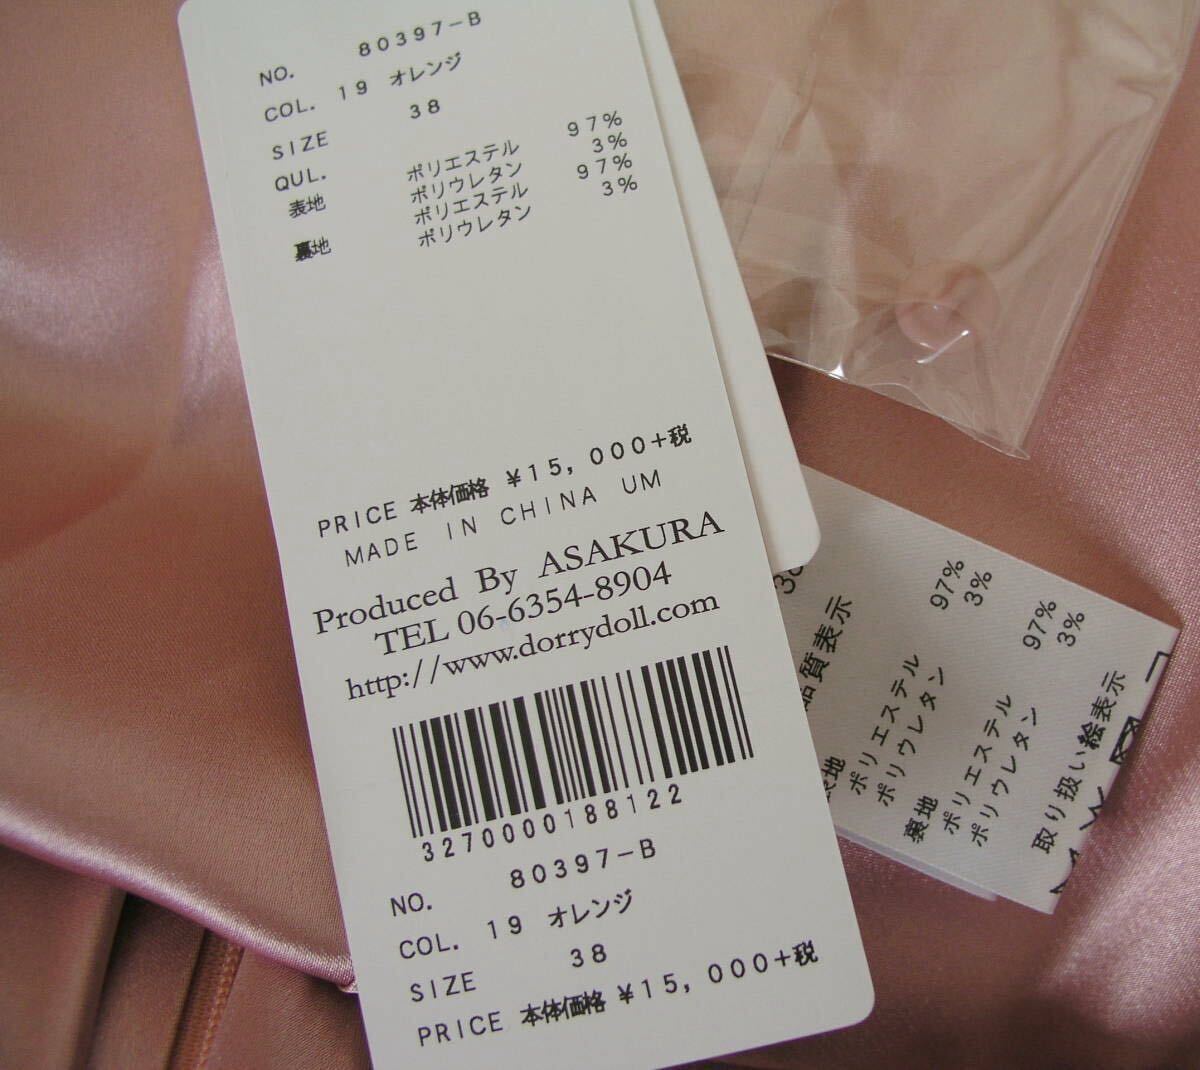 NO. 80397-B
COL. 19 オレンジ
SIZE 38
QUL.
表地 ポリエステル 97%
ポリウレタン 3%
裏地 ポリエステル 97%
ポリウレタン 3%
PRICE 本体価格 ¥15,000+税
MADE IN CHINA UM
Produced By ASAKURA
TEL 06-6354-8904
http://www.dorrydoll.com
3270000188122
NO. 80397-B
COL. 19 オレンジ
SIZE 38
PRICE 本体価格 ¥15,000+税
品質表示
表地
ポリエステル 97%
ポリウレタン 3%
裏地
ポリエステル 97%
ポリウレタン 3%
取り扱い絵表示